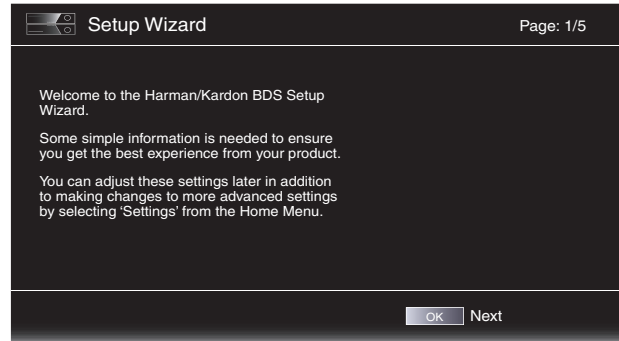 Setup Wizard
Page: 1/5
Welcome to the Harman/Kardon BDS Setup
Wizard.
Some simple information is needed to ensure
you get the best experience from your product.
You can adjust these settings later in addition
to making changes to more advanced settings
by selecting ‘Settings’ from the Home Menu.
OK Next